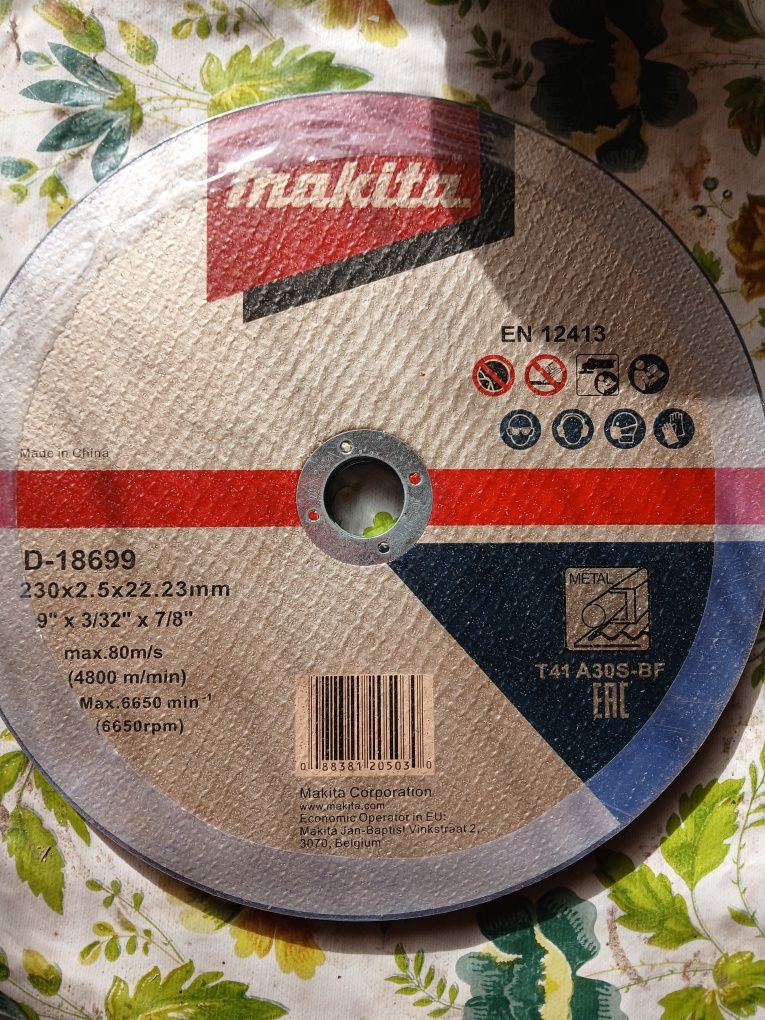 makita
EN 12413
Made in China
D-18699
230x2.5x22.23mm
9" x 3/32" x 7/8"
max.80m/s
(4800 m/min)
Max.6650 min⁻¹
(6650rpm)
METAL
T41 A30S-BF
EAC
0 88381 20503 0
Makita Corporation
www.makita.com
Economic Operator in EU:
Makita Jan-Baptist Vinkstraat 2,
3070, Belgium